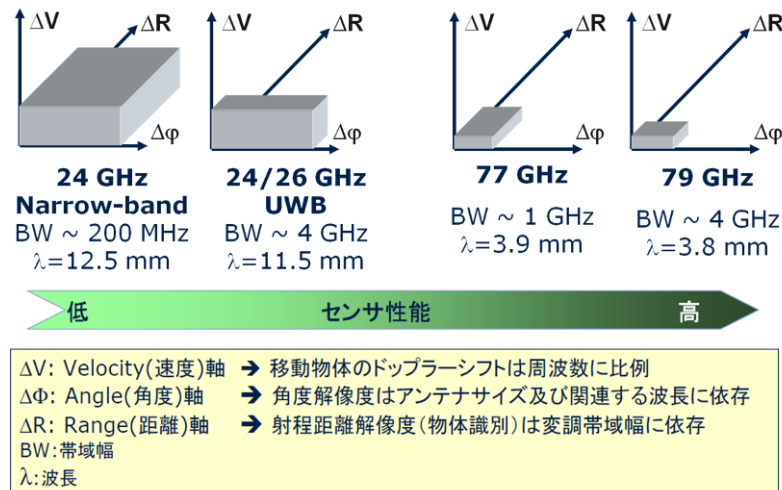 ΔV ΔR ΔV ΔR ΔV ΔR ΔV ΔR
Δφ Δφ Δφ Δφ
24 GHz 24/26 GHz 77 GHz 79 GHz
Narrow-band UWB
BW ~ 200 MHz BW ~ 4 GHz BW ~ 1 GHz BW ~ 4 GHz
λ=12.5 mm λ=11.5 mm λ=3.9 mm λ=3.8 mm
低 センサ性能 高
ΔV: Velocity(速度)軸 ➔ 移動物体のドップラーシフトは周波数に比例
ΔΦ: Angle(角度)軸 ➔ 角度解像度はアンテナサイズ及び関連する波長に依存
ΔR: Range(距離)軸 ➔ 射程距離解像度(物体識別)は変調帯域幅に依存
BW:帯域幅
λ:波長